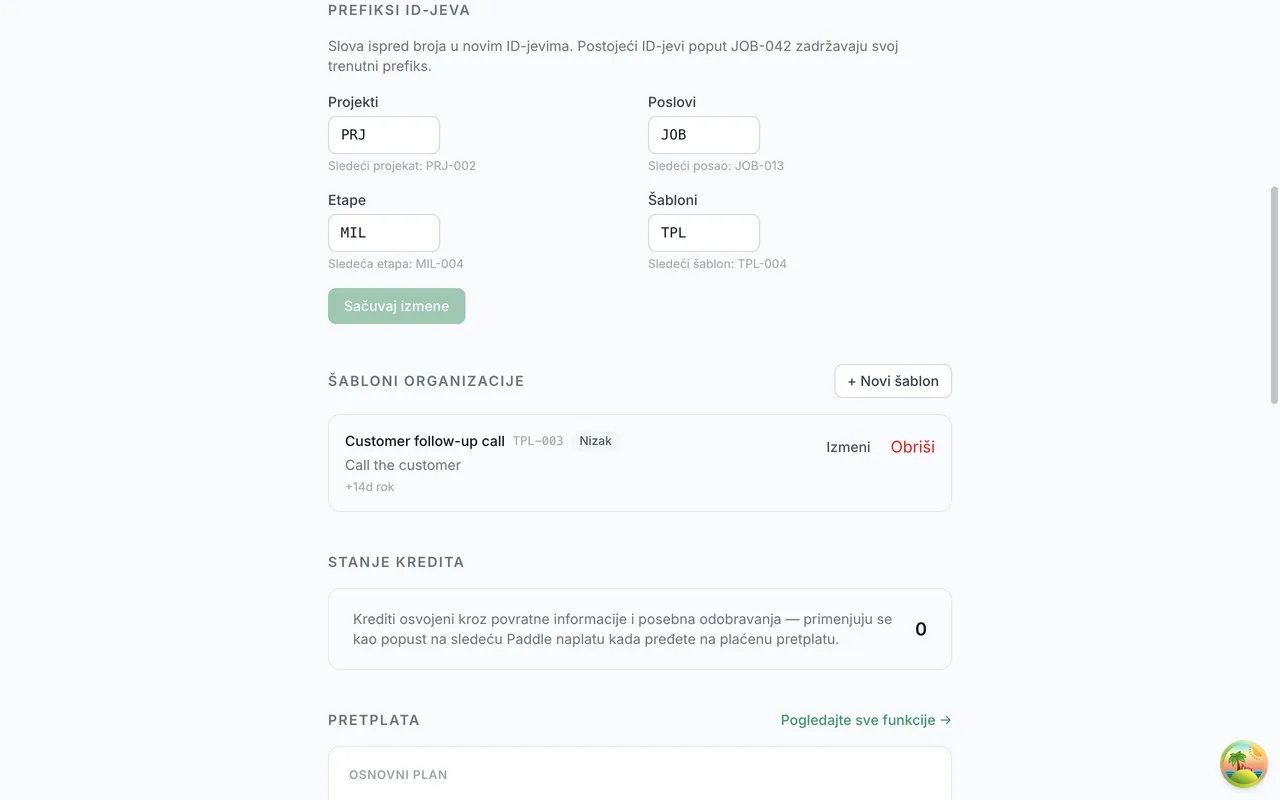 PREFIKSI ID-JEVA
Slova ispred broja u novim ID-jevima. Postojeći ID-jevi poput JOB-042 zadržavaju svoj
trenutni prefiks.
Projekti
PRJ
Sledeći projekat: PRJ-002
Poslovi
JOB
Sledeći posao: JOB-013
Etape
MIL
Sledeća etapa: MIL-004
Šabloni
TPL
Sledeći šablon: TPL-004
Sačuvaj izmene
ŠABLONI ORGANIZACIJE
+ Novi šablon
Customer follow-up call TPL-003 Nizak
Izmeni Obriši
Call the customer
+14d rok
STANJE KREDITA
Krediti osvojeni kroz povratne informacije i posebna odobravanja — primenjuju se
kao popust na sledeću Paddle naplatu kada pređete na plaćenu pretplatu.
0
PRETPLATA
Pogledajte sve funkcije →
OSNOVNI PLAN